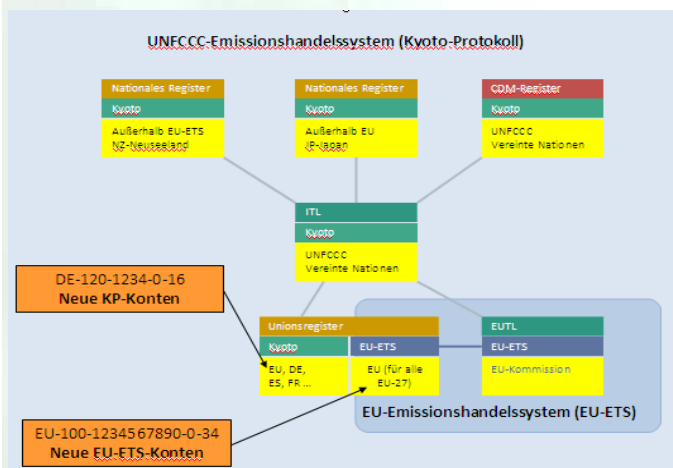 UNFCCC-Emissionshandelssystem (Kyoto-Protokoll)
Nationales Register
Kyoto
Außerhalb EU-ETS
NZ-Neuseeland
Nationales Register
Kyoto
Außerhalb EU
JP-Japan
CDM-Register
Kyoto
UNFCCC
Vereinte Nationen
ITL
Kyoto
UNFCCC
Vereinte Nationen
DE-120-1234-0-16
Neue KP-Konten
Unionsregister
Kyoto
EU, DE,
ES, FR ...
EU-ETS
EU (für alle
EU-27)
EUTL
EU-ETS
EU-Kommission
EU-Emissionshandelssystem (EU-ETS)
EU-100-1234567890-0-34
Neue EU-ETS-Konten